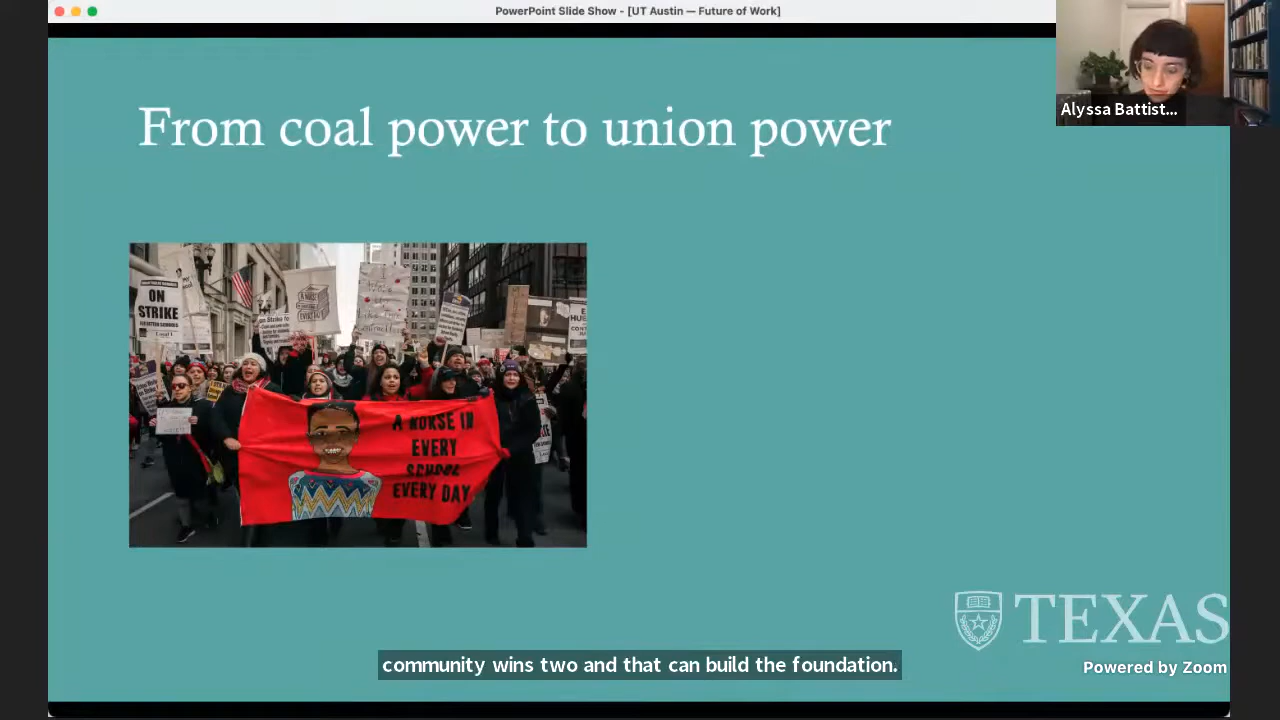 PowerPoint Slide Show - [UT Austin — Future of Work]
Alyssa Battist...
From coal power to union power
ON
STRIKE
A NURSE IN
EVERY
SCHOOL
EVERY DAY
TEXAS
community wins two and that can build the foundation.
Powered by Zoom